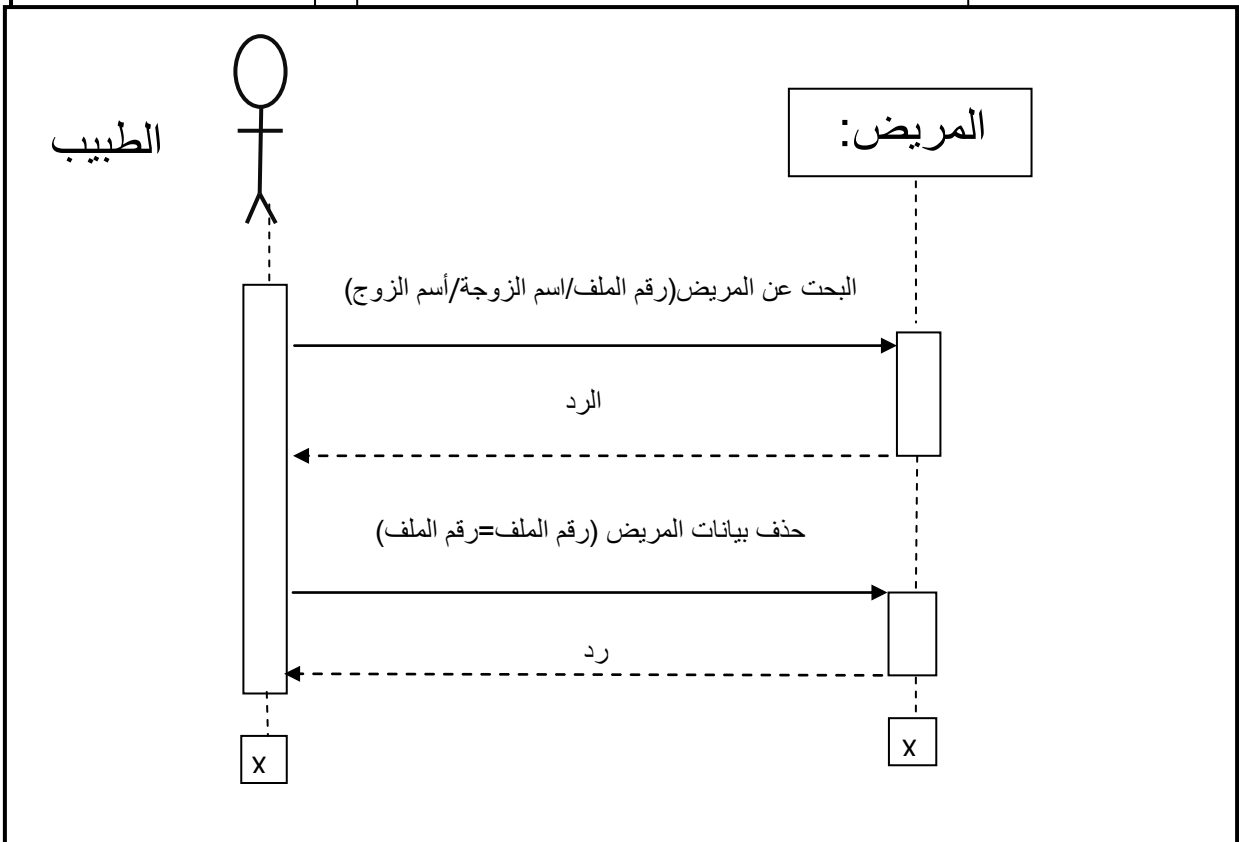 الطبيب
المريض:
البحت عن المريض(رقم الملف/اسم الزوجة/أسم الزوج)
الرد
حذف بيانات المريض (رقم الملف=رقم الملف)
رد
x
x